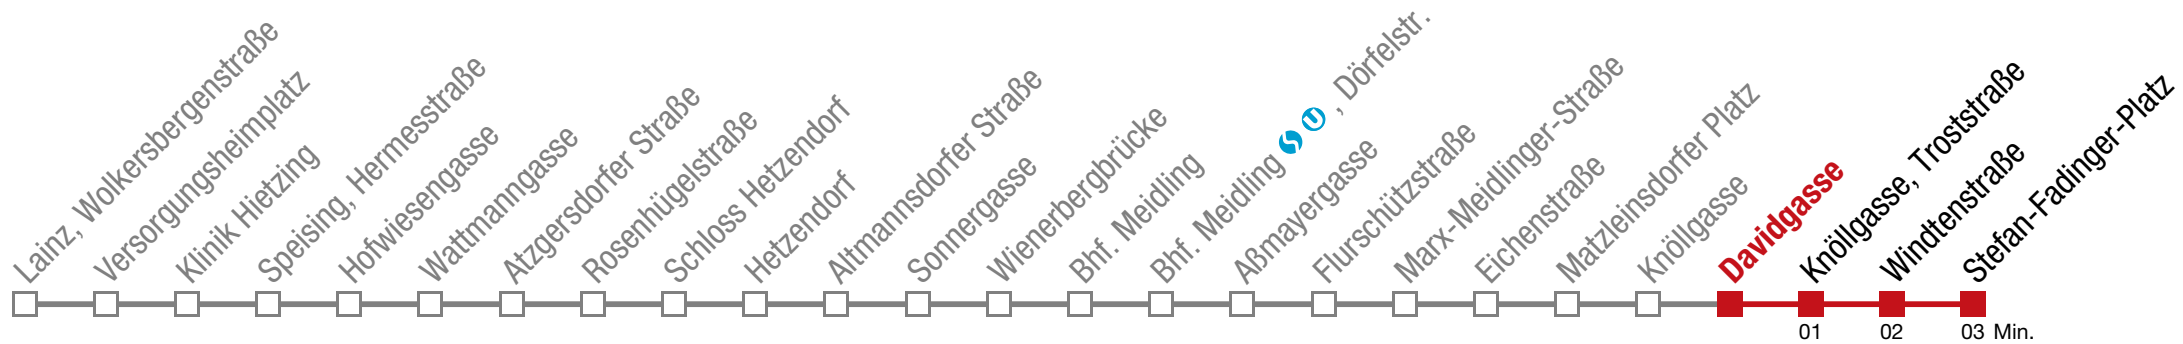 Lainz, Wolkersbergenstraße
Versorgungsheimplatz
Klinik Hietzing
Speising, Hermesstraße
Hofwiesengasse
Wattmanngasse
Atzgersdorfer Straße
Rosenhügelstraße
Schloss Hetzendorf
Hetzendorf
Altmannsdorfer Straße
Sonnergasse
Wienerbergbrücke
Bhf. Meidling
Bhf. Meidling S U , Dörfelstr.
Aßmayergasse
Flurschützstraße
Marx-Meidlinger-Straße
Eichenstraße
Matzleinsdorfer Platz
Knöllgasse
Davidgasse
Knöllgasse, Troststraße
Windtenstraße
Stefan-Fadinger-Platz
01 02 03 Min.